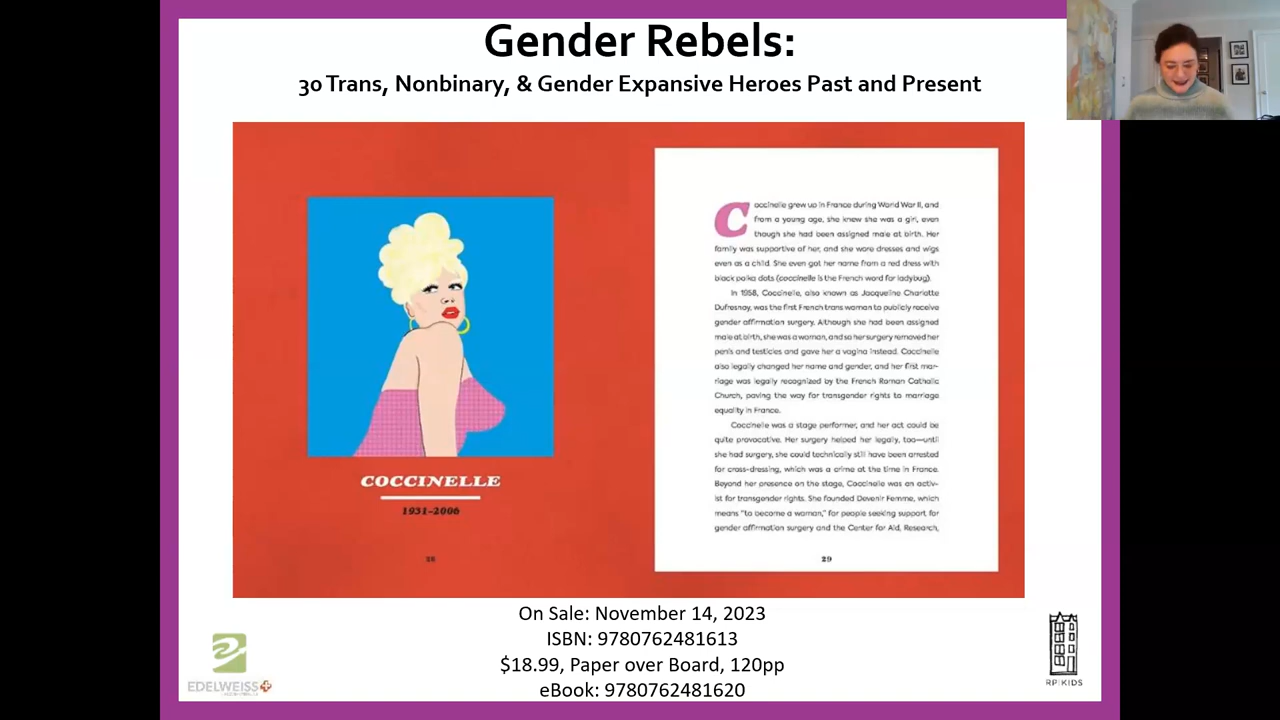 Gender Rebels:
30 Trans, Nonbinary, & Gender Expansive Heroes Past and Present
COCCINELLE
1931–2006
28
Coccinelle grew up in France during World War II, and
from a young age, she knew she was a girl, even
though she had been assigned male at birth. Her
family was supportive of her, and she wore dresses and wigs
even as a child. She even got her name from a red dress with
black polka dots (coccinelle is the French word for ladybug).
In 1958, Coccinelle, also known as Jacqueline Charlotte
Dufresnoy, was the first French trans woman to publicly receive
gender affirmation surgery. Although she had been assigned
male at birth, she was a woman, and so her surgery removed her
penis and testicles and gave her a vagina instead. Coccinelle
also legally changed her name and gender, and her first mar-
riage was legally recognized by the French Roman Catholic
Church, paving the way for transgender rights to marriage
equality in France.
Coccinelle was a stage performer, and her act could be
quite provocative. Her surgery helped her legally, too—until
she had surgery, she could technically still have been arrested
for cross-dressing, which was a crime at the time in France.
Beyond her presence on the stage, Coccinelle was an activ-
ist for transgender rights. She founded Devenir Femme, which
means "to become a woman," for people seeking support for
gender affirmation surgery and the Center for Aid, Research,
29
On Sale: November 14, 2023
ISBN: 9780762481613
$18.99, Paper over Board, 120pp
eBook: 9780762481620
EDELWEISS+
RP|KIDS